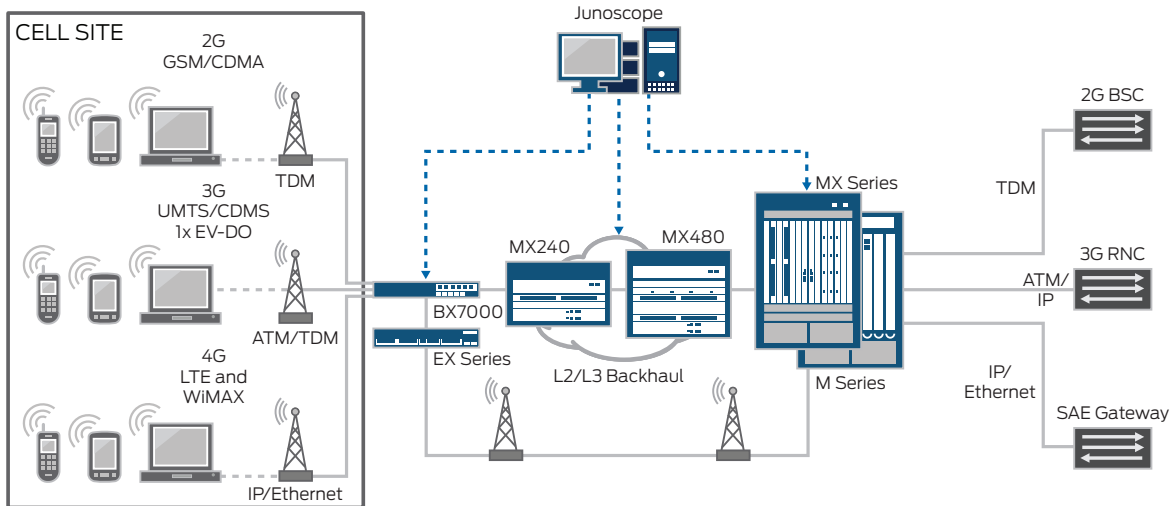 Junoscope
CELL SITE
2G
GSM/CDMA
TDM
3G
UMTS/CDMS
1x EV-DO
ATM/TDM
4G
LTE and
WiMAX
IP/Ethernet
BX7000
EX Series
MX240
MX480
L2/L3 Backhaul
MX Series
M Series
TDM
2G BSC
ATM/
IP
3G RNC
IP/
Ethernet
SAE Gateway